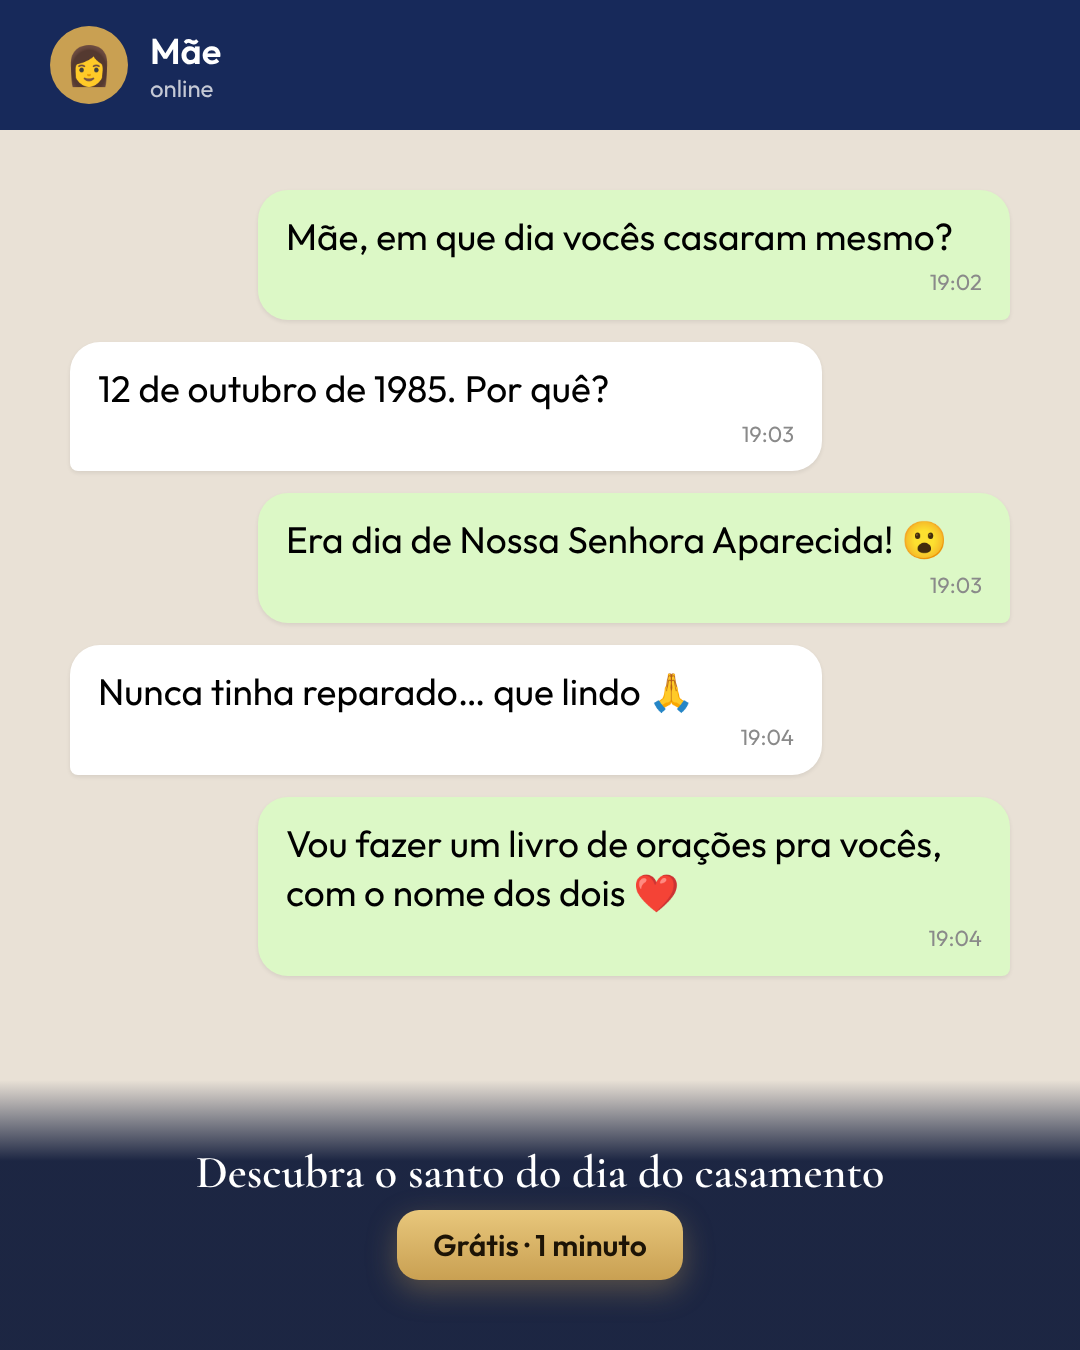 Mãe
online
Mãe, em que dia vocês casaram mesmo?
19:02
12 de outubro de 1985. Por quê?
19:03
Era dia de Nossa Senhora Aparecida! 😮
19:03
Nunca tinha reparado... que lindo 🙏
19:04
Vou fazer um livro de orações pra vocês,
com o nome dos dois ❤️
19:04
Descubra o santo do dia do casamento
Grátis · 1 minuto